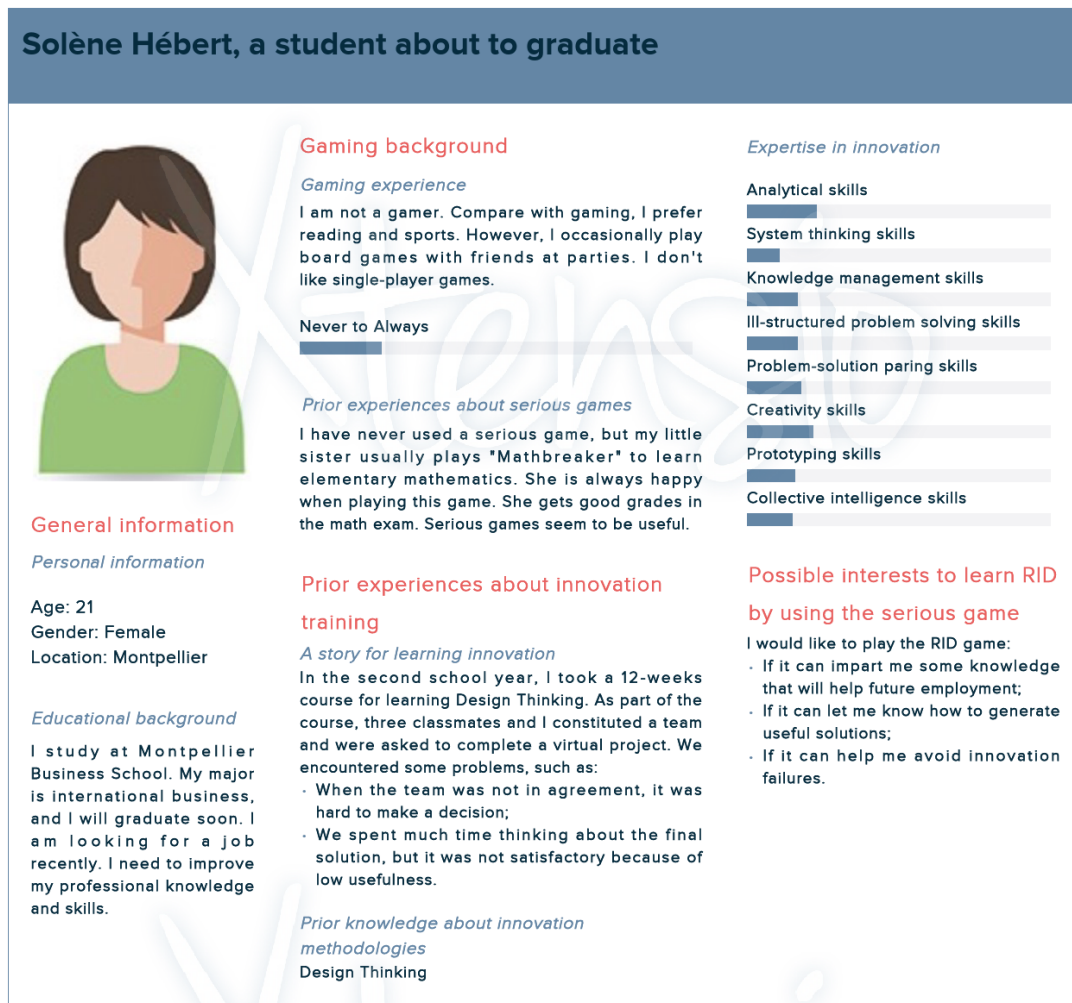 Solène Hébert, a student about to graduate
General information
Personal information
Age: 21
Gender: Female
Location: Montpellier
Educational background
I study at Montpellier
Business School. My major
is international business,
and I will graduate soon. I
am looking for a job
recently. I need to improve
my professional knowledge
and skills.
Gaming background
Gaming experience
I am not a gamer. Compare with gaming, I prefer
reading and sports. However, I occasionally play
board games with friends at parties. I don't
like single-player games.
Never to Always
Prior experiences about serious games
I have never used a serious game, but my little
sister usually plays "Mathbreaker" to learn
elementary mathematics. She is always happy
when playing this game. She gets good grades in
the math exam. Serious games seem to be useful.
Prior experiences about innovation
training
A story for learning innovation
In the second school year, I took a 12-weeks
course for learning Design Thinking. As part of the
course, three classmates and I constituted a team
and were asked to complete a virtual project. We
encountered some problems, such as:
· When the team was not in agreement, it was
hard to make a decision;
· We spent much time thinking about the final
solution, but it was not satisfactory because of
low usefulness.
Prior knowledge about innovation
methodologies
Design Thinking
Expertise in innovation
Analytical skills
System thinking skills
Knowledge management skills
Ill-structured problem solving skills
Problem-solution paring skills
Creativity skills
Prototyping skills
Collective intelligence skills
Possible interests to learn RID
by using the serious game
I would like to play the RID game:
· If it can impart me some knowledge
that will help future employment;
· If it can let me know how to generate
useful solutions;
· If it can help me avoid innovation
failures.
Xtensio